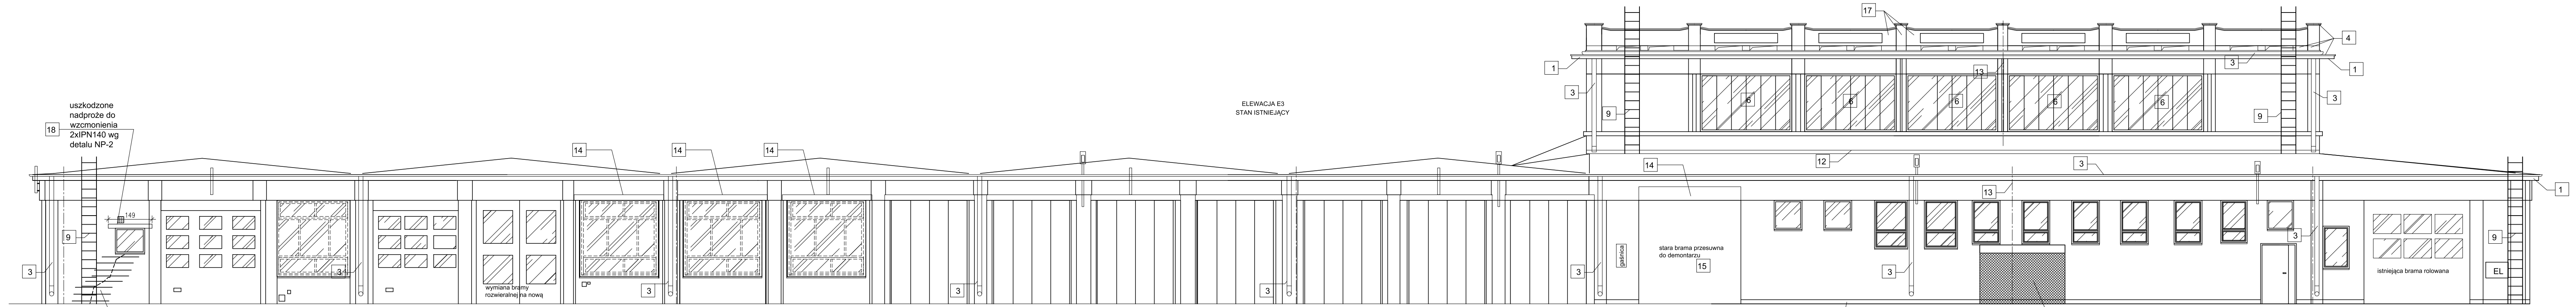 17
4
1
3
1
13
3
6
6
6
6
6
3
9
9
ELEWACJA E3
STAN ISTNIEJĄCY
uszkodzone
nadproże do
wzcmonienia
2xIPN140 wg
detalu NP-2
18
14
14
14
14
12
3
13
1
149
9
3
3
wymiana bramy
rozwieralnej na nową
3
3
3
3
gaśnica
stara brama przesuwna
do demontarzu
15
3
3
9
istniejąca brama rolowana
EL